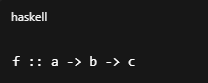 haskell
f :: a -> b -> c